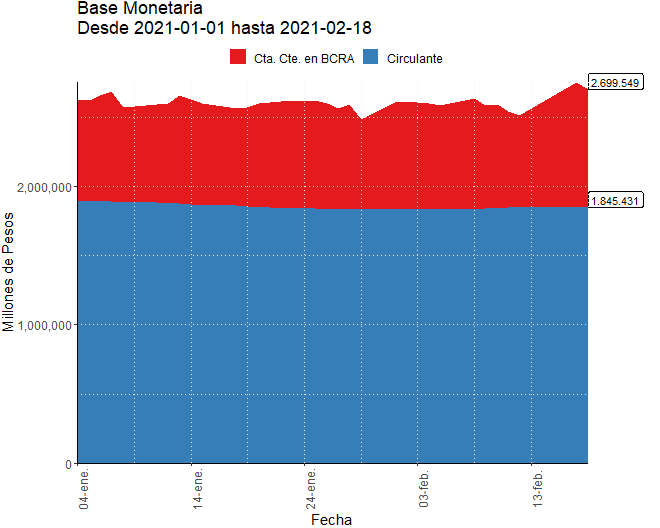 Base Monetaria
Desde 2021-01-01 hasta 2021-02-18
Cta. Cte. en BCRA Circulante
2.699.549
2,000,000
1.845.431
1,000,000
0
Millones de Pesos
04-ene. 14-ene. 24-ene. 03-feb. 13-feb.
Fecha